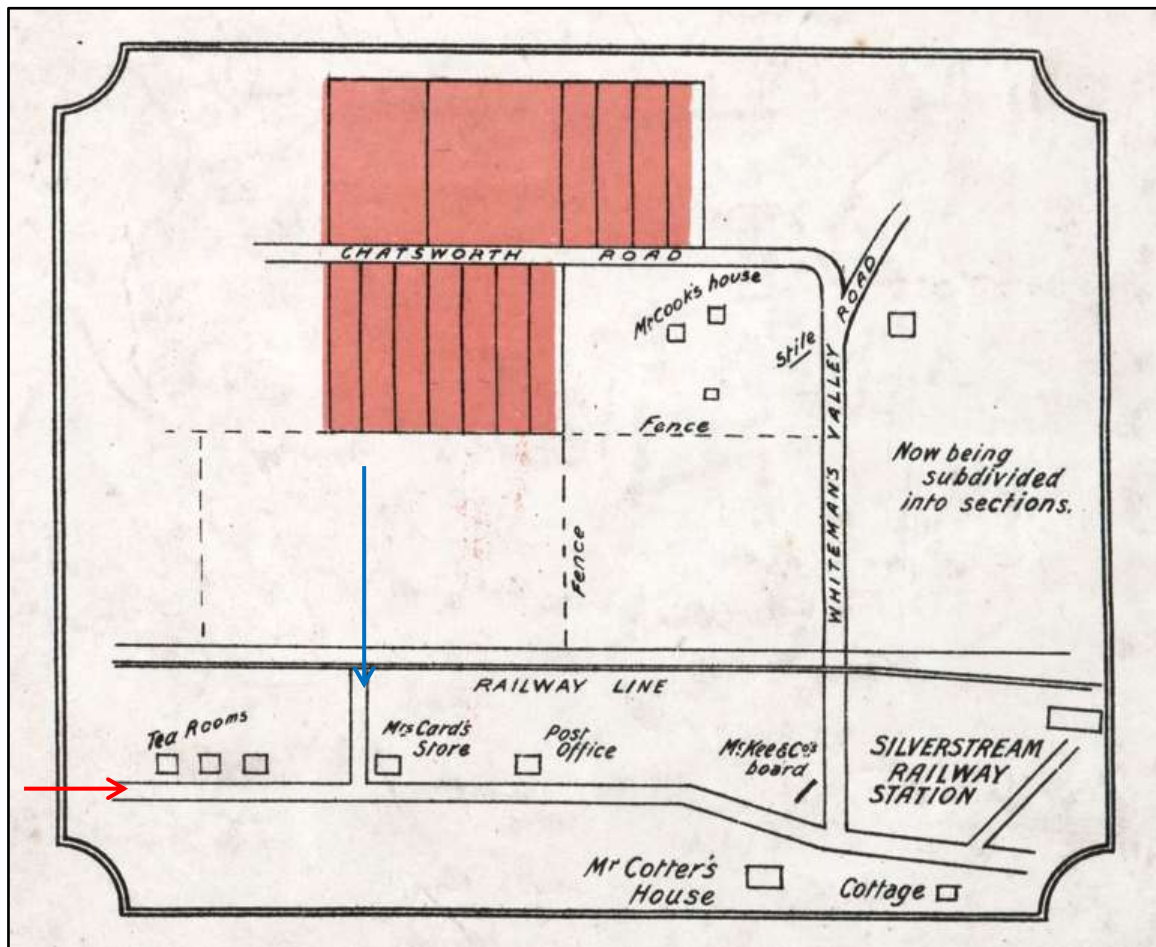 CHATSWORTH ROAD
Mr Cook's house
Stile
ROAD
WHITEMAN'S VALLEY
Fence
Now being
subdivided
into sections.
Fence
RAILWAY LINE
Tea Rooms
Mrs Card's
Store
Post
Office
McKee & Co's
board
SILVERSTREAM
RAILWAY
STATION
Mr Cotter's
House
Cottage